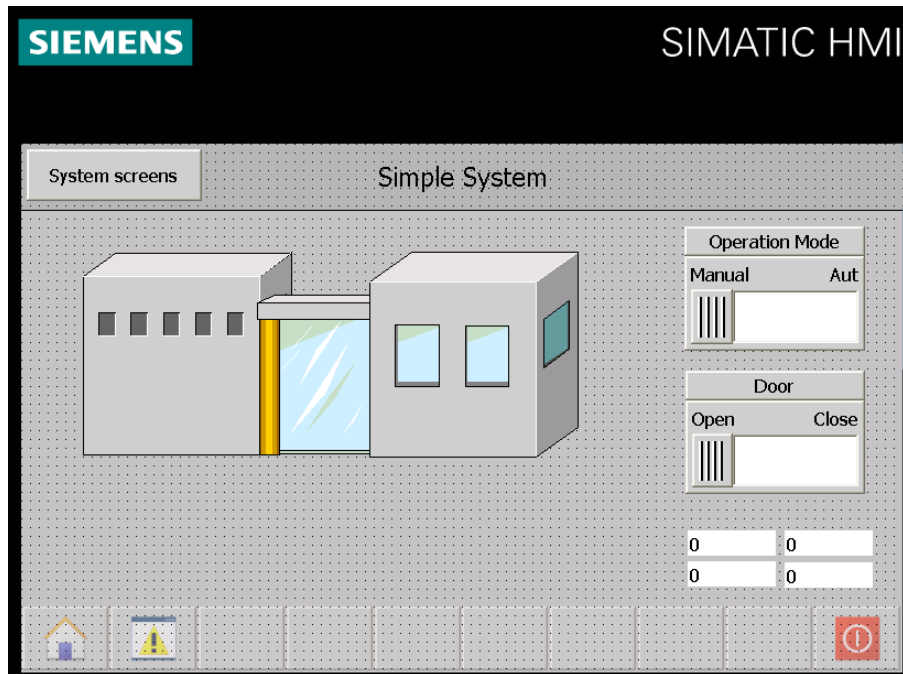 SIEMENS
SIMATIC HMI
System screens
Simple System
Operation Mode
Manual Aut
Door
Open Close
0 0
0 0